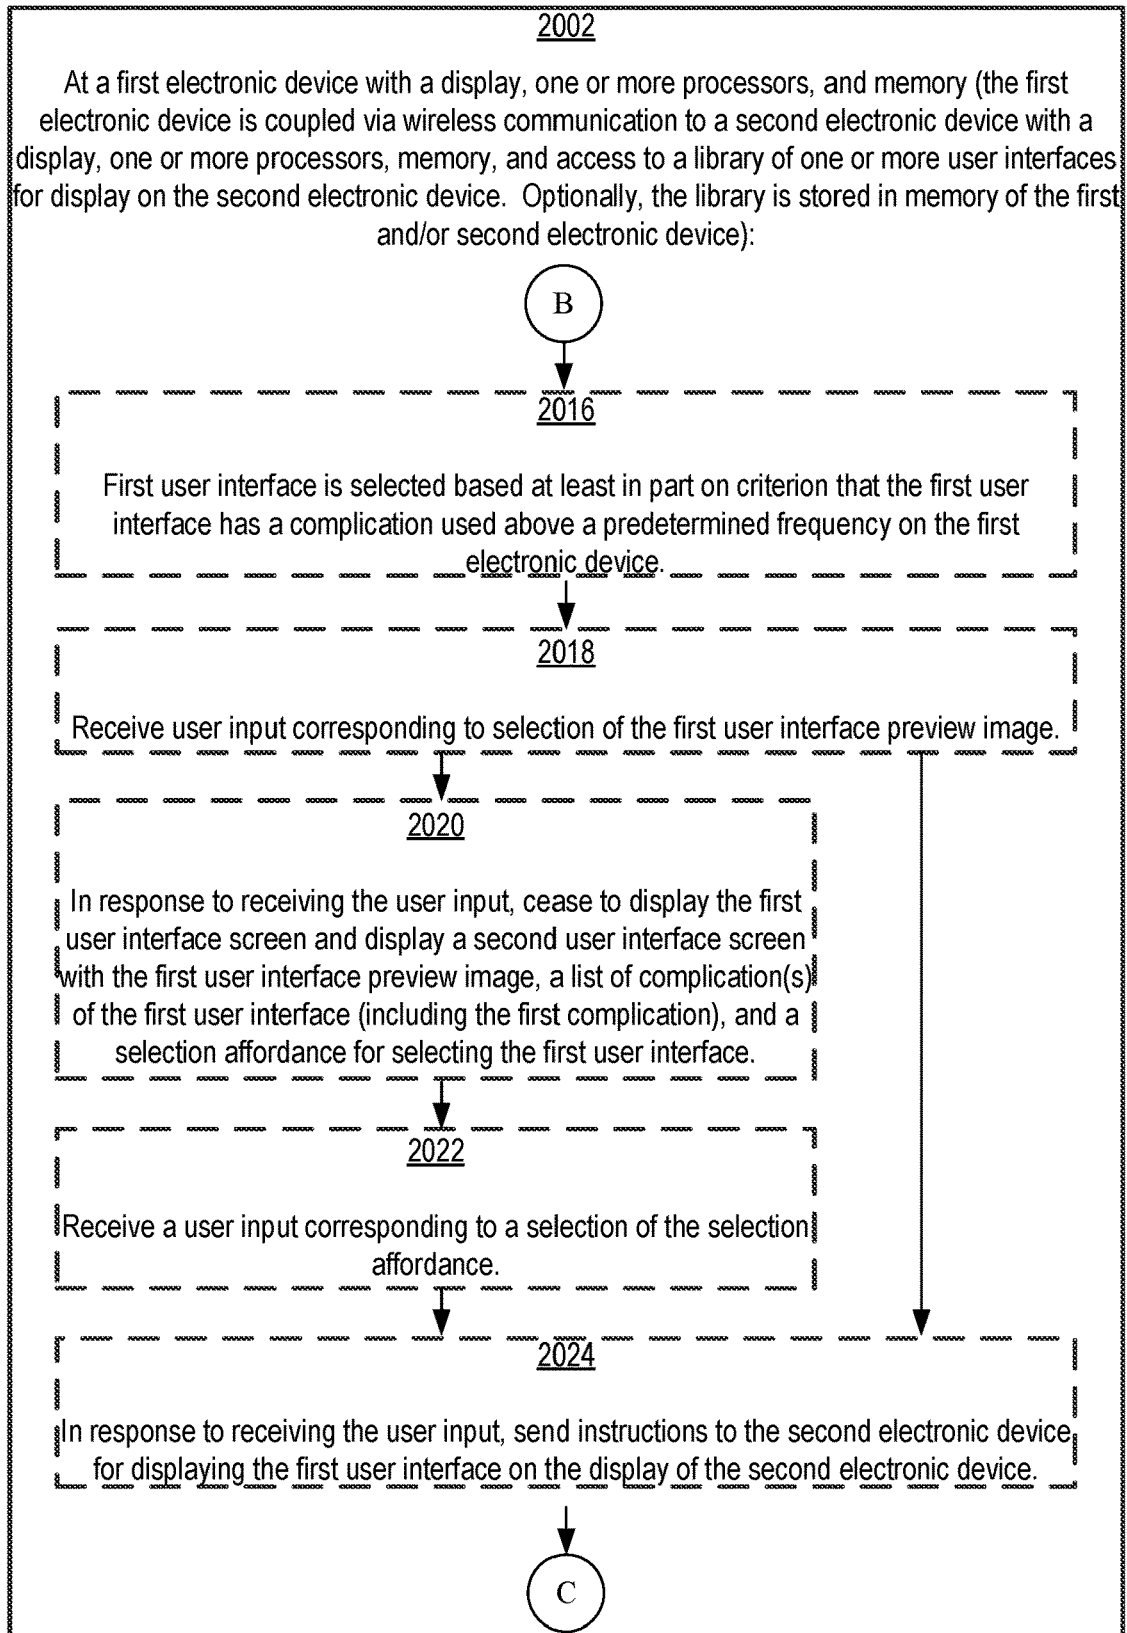 2002
At a first electronic device with a display, one or more processors, and memory (the first
electronic device is coupled via wireless communication to a second electronic device with a
display, one or more processors, memory, and access to a library of one or more user interfaces
for display on the second electronic device. Optionally, the library is stored in memory of the first
and/or second electronic device):
B
2016
First user interface is selected based at least in part on criterion that the first user
interface has a complication used above a predetermined frequency on the first
electronic device.
2018
Receive user input corresponding to selection of the first user interface preview image.
2020
In response to receiving the user input, cease to display the first
user interface screen and display a second user interface screen
with the first user interface preview image, a list of complication(s)
of the first user interface (including the first complication), and a
selection affordance for selecting the first user interface.
2022
Receive a user input corresponding to a selection of the selection
affordance.
2024
In response to receiving the user input, send instructions to the second electronic device
for displaying the first user interface on the display of the second electronic device.
C